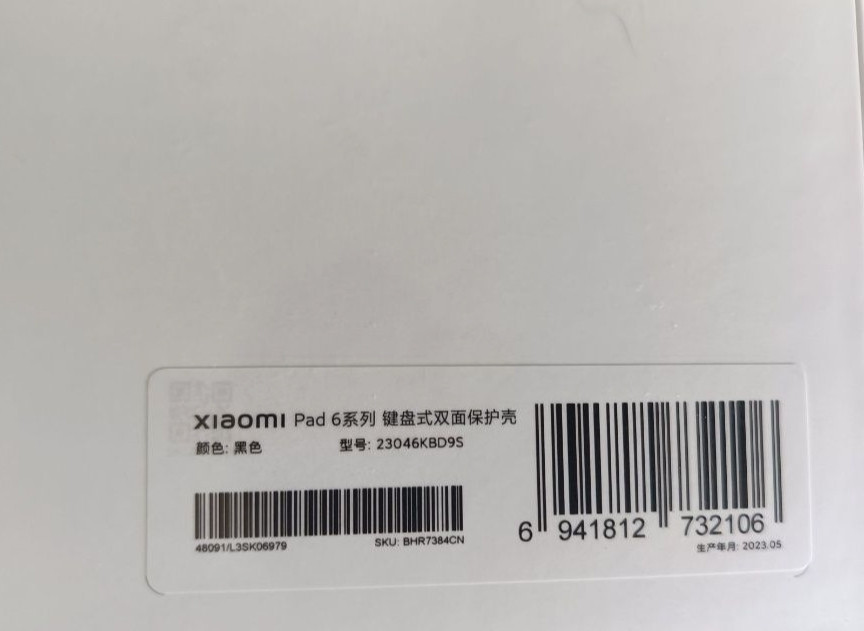 xiaomi Pad 6系列 键盘式双面保护壳
颜色: 黑色 型号: 23046KBD9S
48091/L3SK06979 SKU: BHR7384CN
6 941812 732106
生产年月: 2023.05